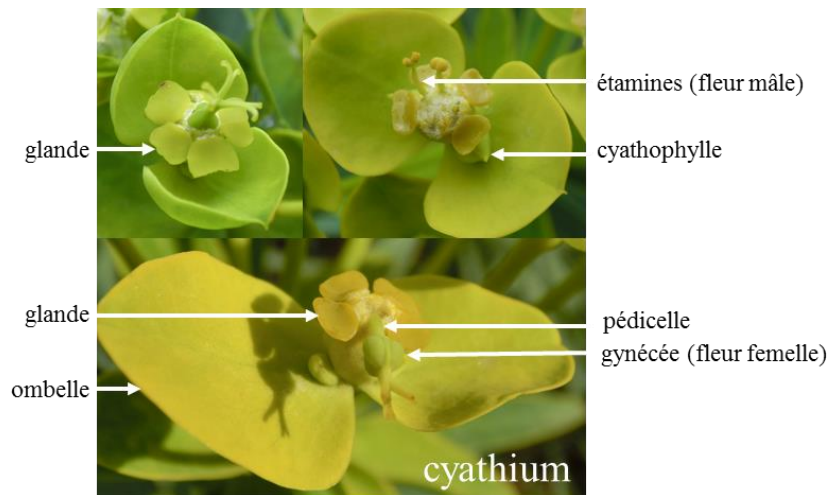 étamines (fleur mâle)
glande
cyathophylle
glande
pédicelle
gynécée (fleur femelle)
ombelle
cyathium